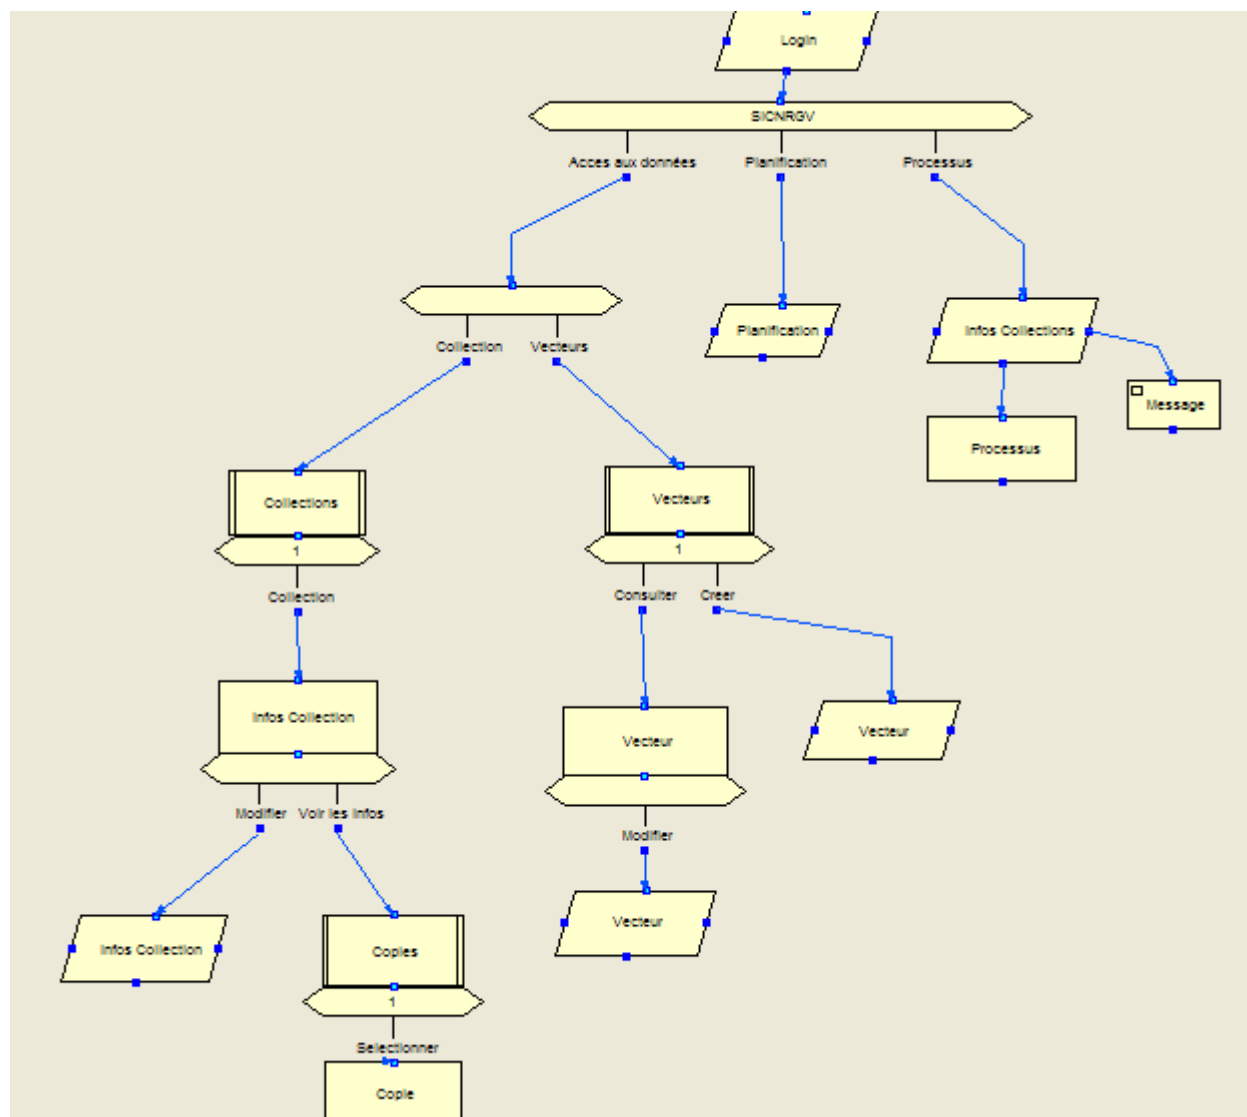 Login
SICNRGV
Acces aux données
Planification
Processus
Planification
Infos Collections
Collection
Vecteurs
Message
Processus
Collections
Vecteurs
1
1
Collection
Consulter
Creer
Infos Collection
Vecteur
Vecteur
Modifier
Voir les Infos
Modifier
Infos Collection
Copies
Vecteur
1
Selectionner
Copie